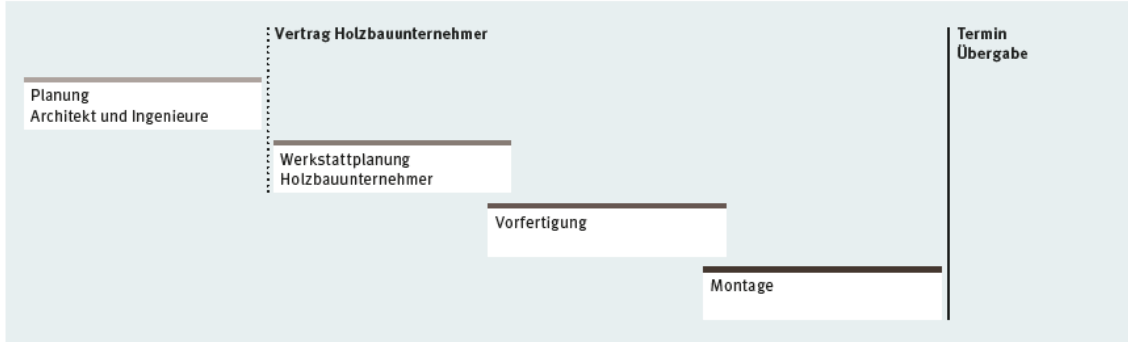 Vertrag Holzbauunternehmer
Termin
Übergabe
Planung
Architekt und Ingenieure
Werkstattplanung
Holzbauunternehmer
Vorfertigung
Montage